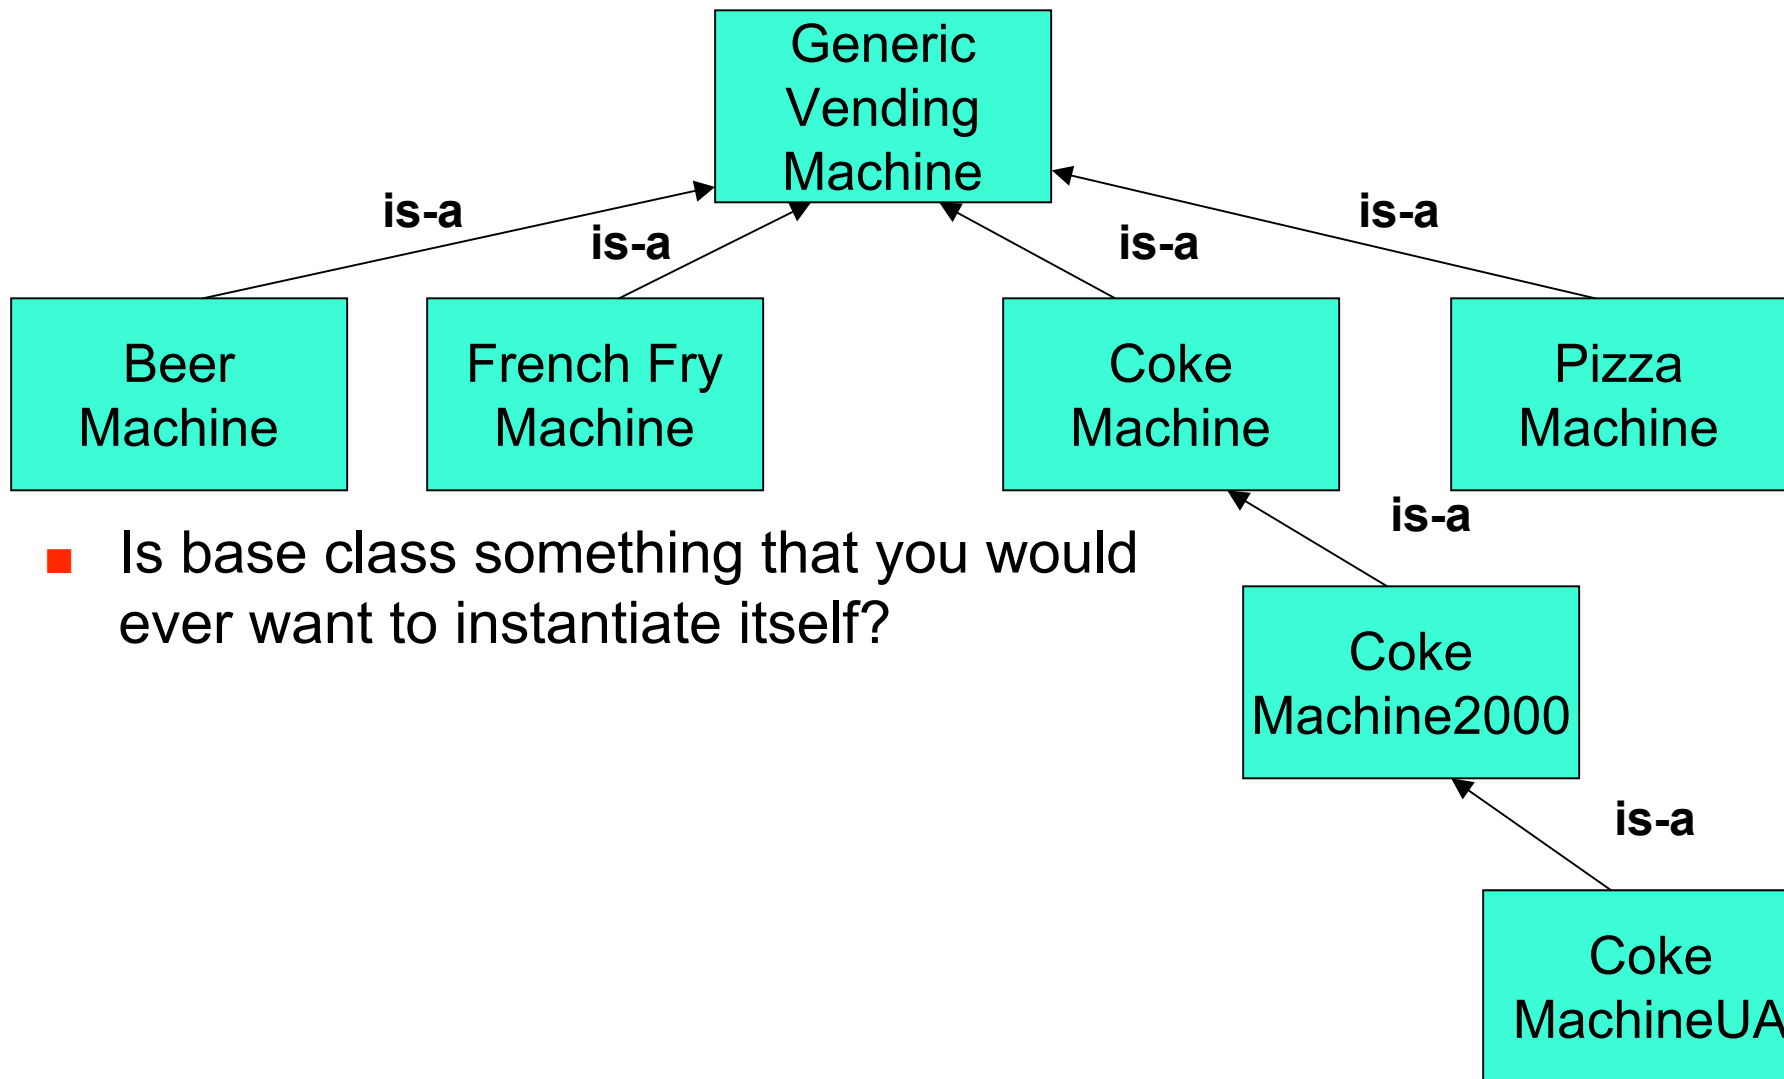 Generic
Vending
Machine
is-a
is-a
is-a
is-a
Beer
Machine
French Fry
Machine
Coke
Machine
Pizza
Machine
is-a
Is base class something that you would
ever want to instantiate itself?
Coke
Machine2000
is-a
Coke
MachineUA